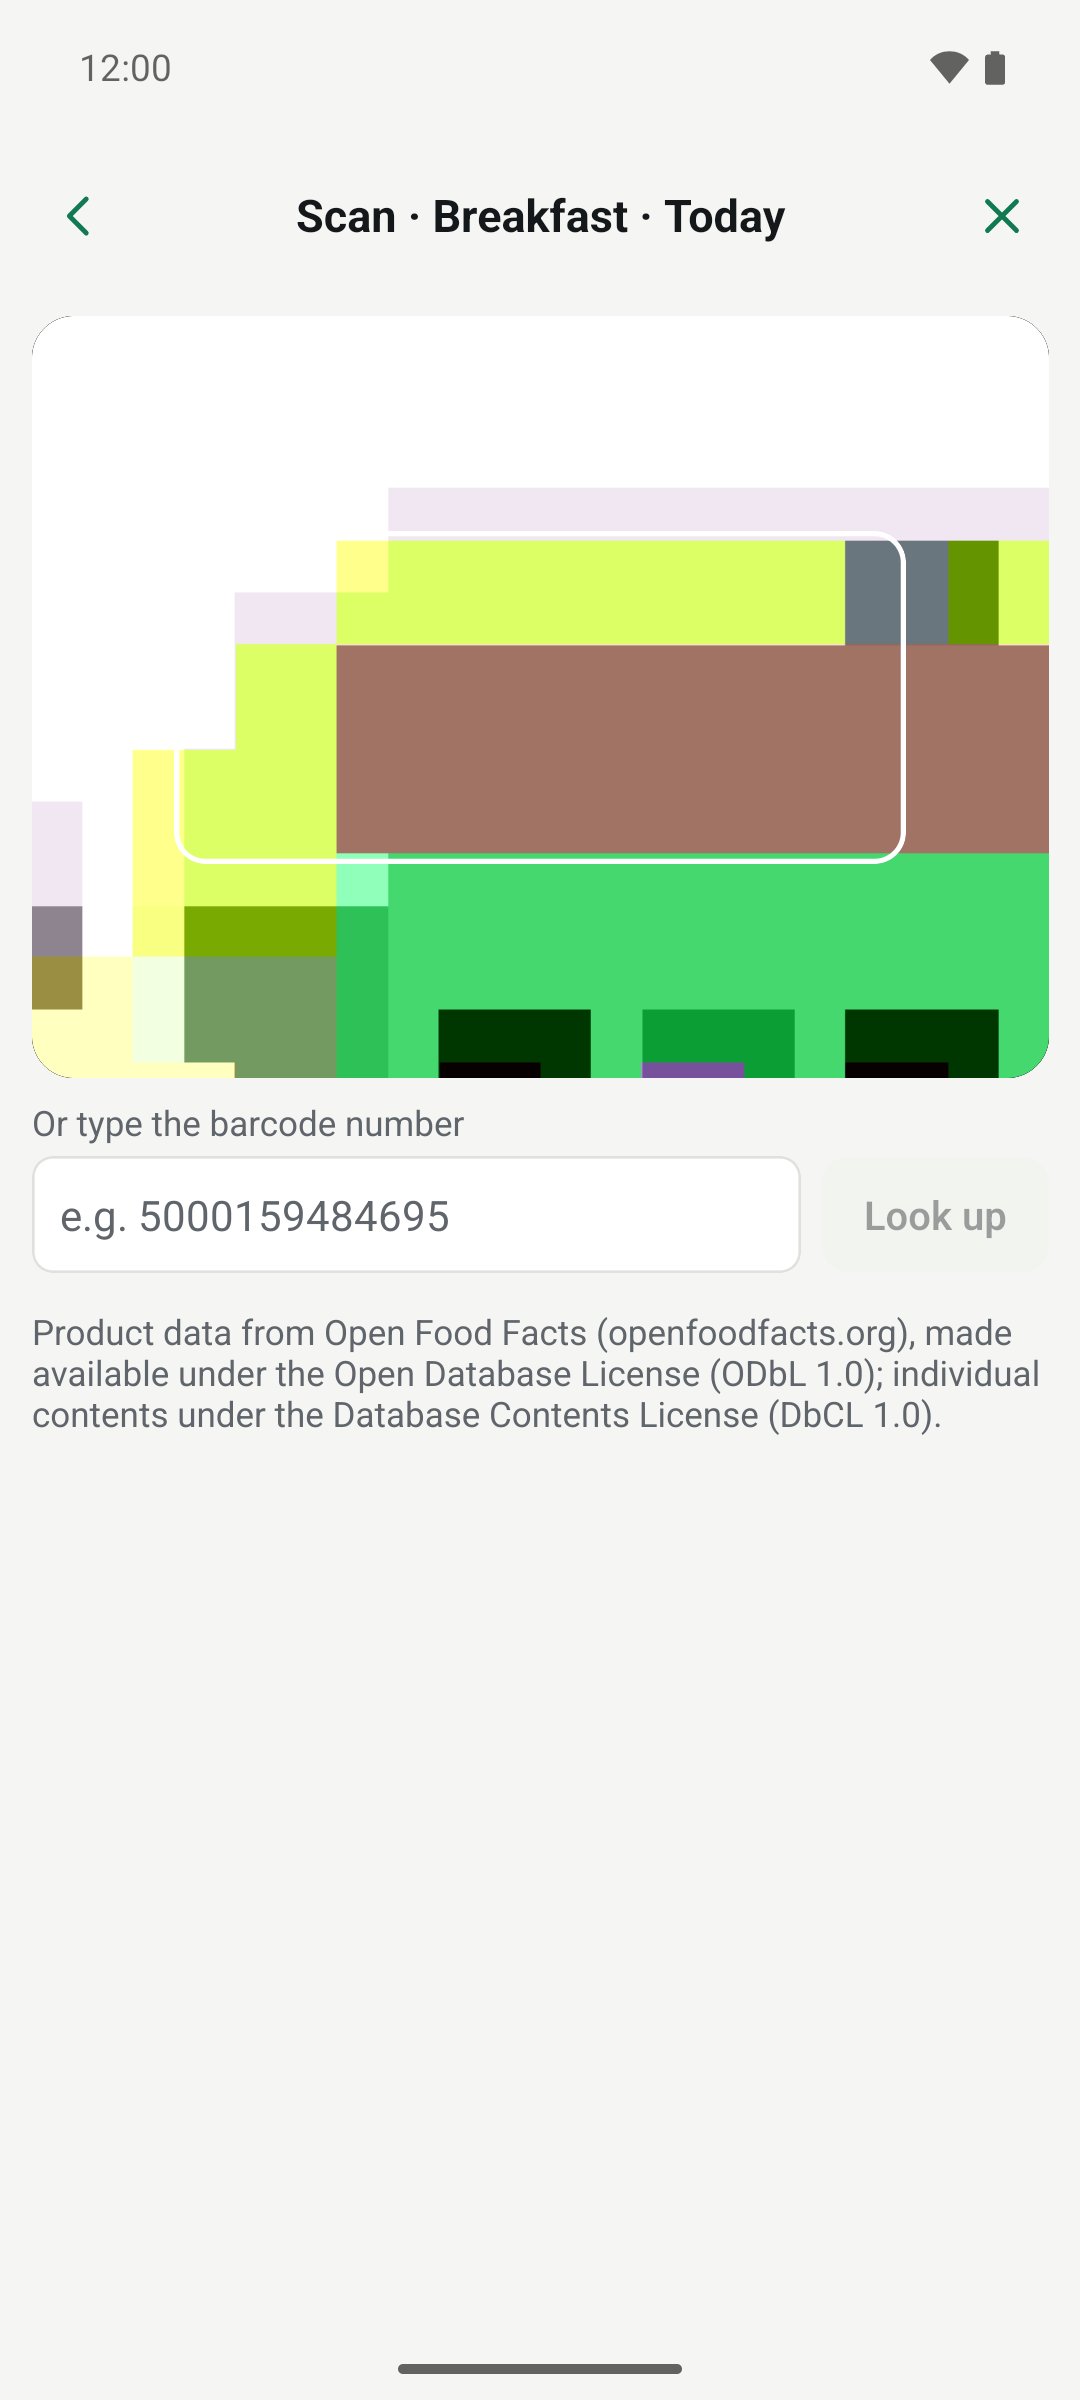 12:00
Scan · Breakfast · Today
Or type the barcode number
e.g. 5000159484695
Look up
Product data from Open Food Facts (openfoodfacts.org), made
available under the Open Database License (ODbL 1.0); individual
contents under the Database Contents License (DbCL 1.0).